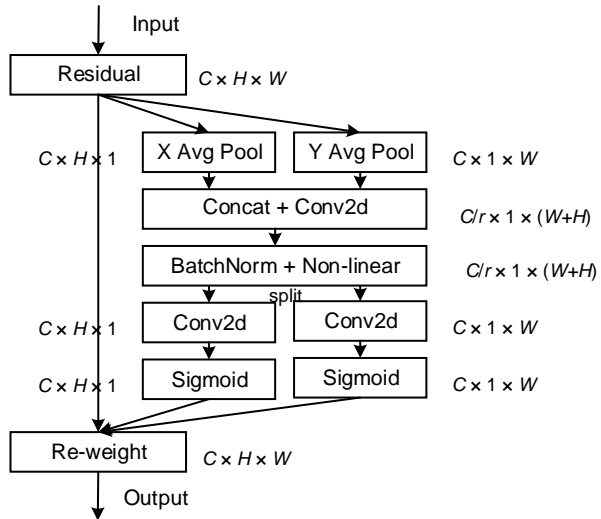 Input
Residual
C × H × W
C × H × 1
X Avg Pool
Y Avg Pool
C × 1 × W
Concat + Conv2d
C/r × 1 × (W+H)
BatchNorm + Non-linear
C/r × 1 × (W+H)
split
C × H × 1
Conv2d
Conv2d
C × 1 × W
C × H × 1
Sigmoid
Sigmoid
C × 1 × W
Re-weight
C × H × W
Output